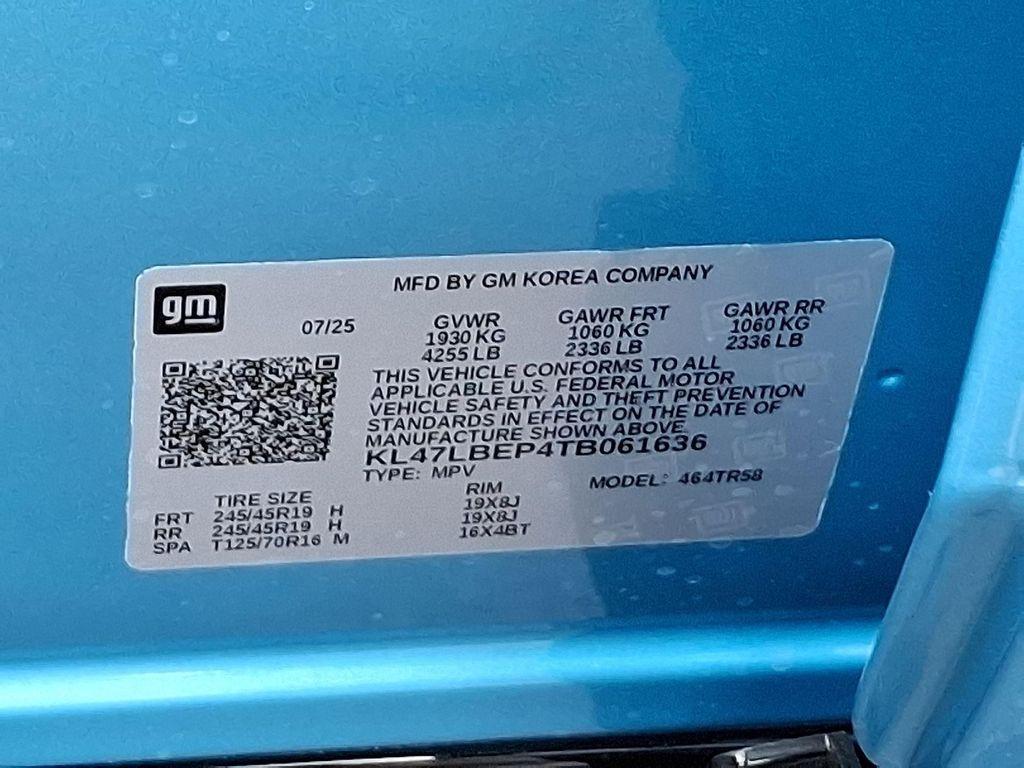 MFD BY GM KOREA COMPANY
gm
07/25
GVWR GAWR FRT GAWR RR
1930 KG 1060 KG 1060 KG
4255 LB 2336 LB 2336 LB
THIS VEHICLE CONFORMS TO ALL
APPLICABLE U.S. FEDERAL MOTOR
VEHICLE SAFETY AND THEFT PREVENTION
STANDARDS IN EFFECT ON THE DATE OF
MANUFACTURE SHOWN ABOVE
KL47LBEP4TB061636
TYPE: MPV MODEL: 464TR58
TIRE SIZE RIM
FRT 245/45R19 H 19X8J
RR 245/45R19 H 19X8J
SPA T125/70R16 M 16X4BT